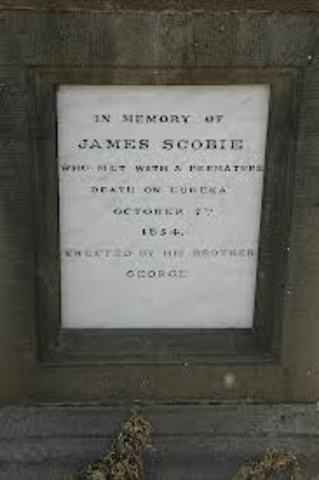 IN MEMORY OF
JAMES SCOBIE
WHO MET WITH A PREMATURE
DEATH ON EUREKA
OCTOBER 7TH
1854.
ERECTED BY HIS BROTHER
GEORGE